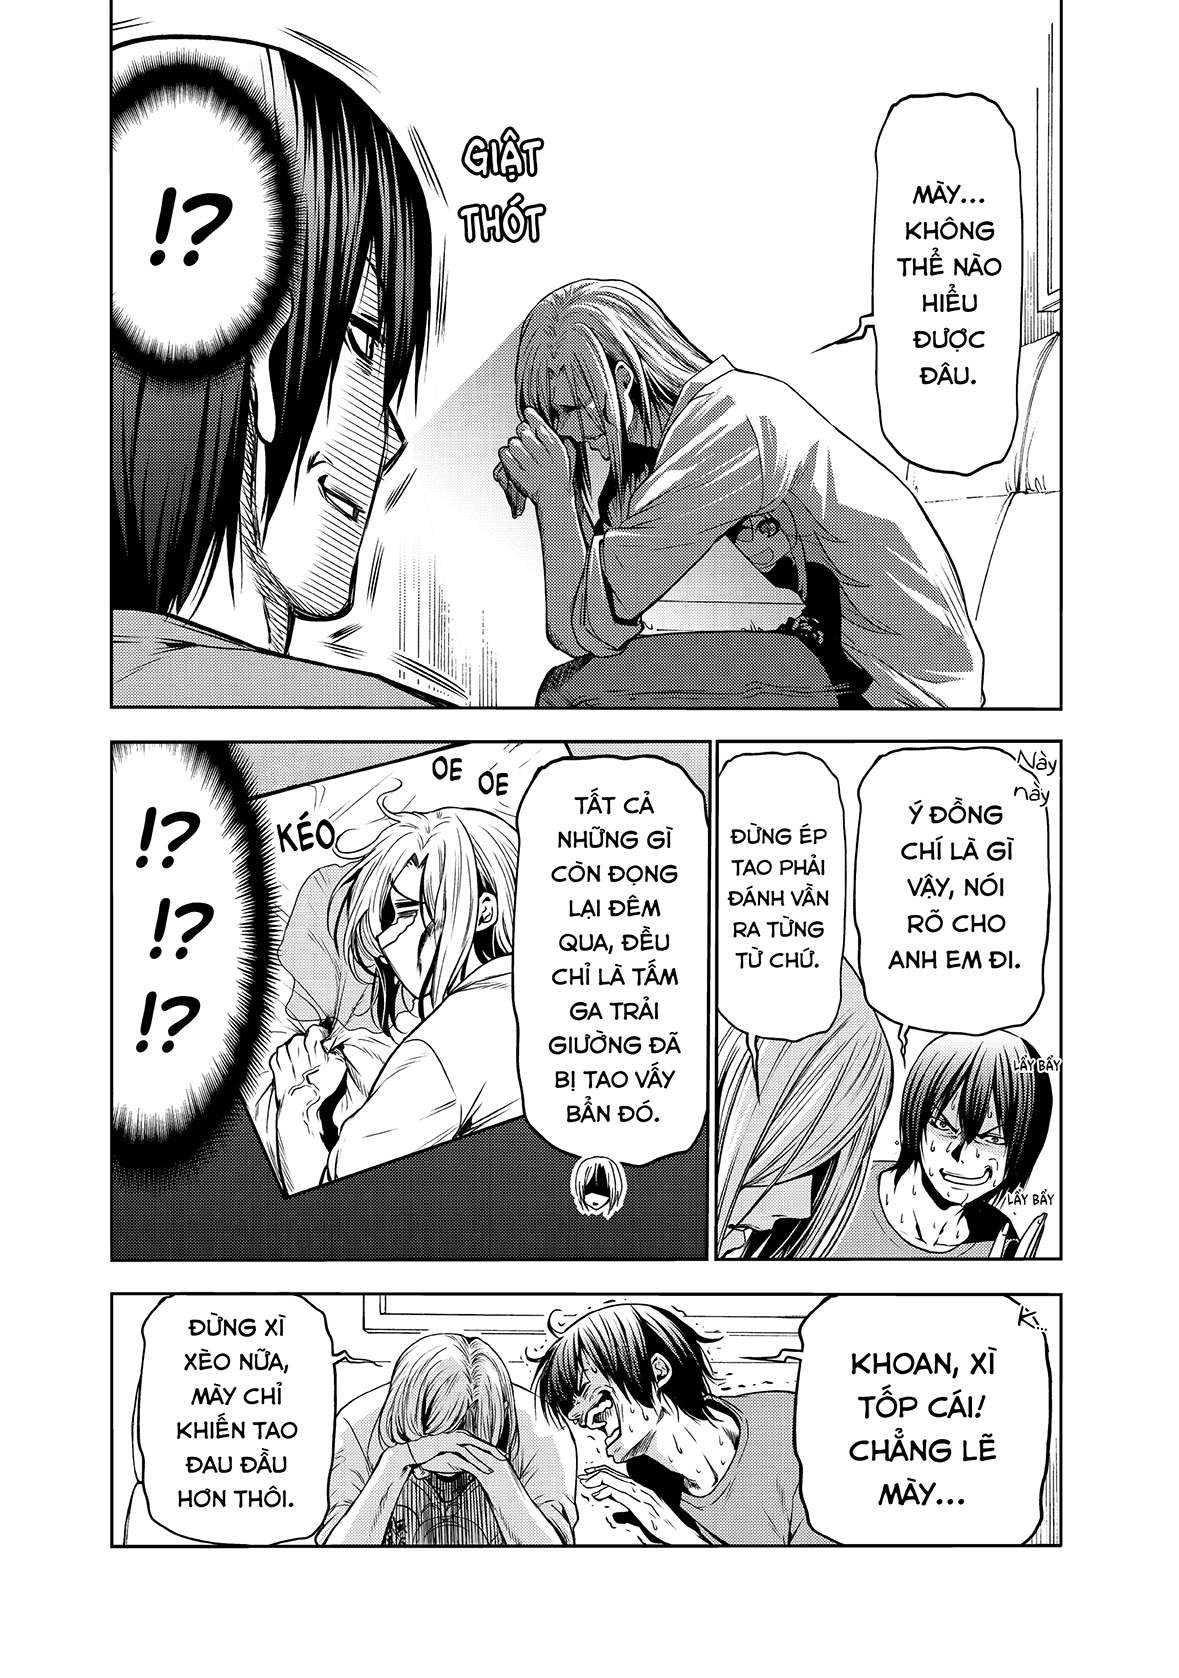 MÀY...
KHÔNG
THỂ NÀO
HIỂU
ĐƯỢC
ĐÂU.
GIẬT
THÓT
!?
Này
này
Ý ĐỒNG
CHÍ LÀ GÌ
VẬY, NÓI
RÕ CHO
ANH EM ĐI.
LẨY BẨY
LẨY BẨY
ĐỪNG ÉP
TAO PHẢI
ĐÁNH VẦN
RA TỪNG
TỪ CHỨ.
TẤT CẢ
NHỮNG GÌ
CÒN ĐỌNG
LẠI ĐÊM
QUA, ĐỀU
CHỈ LÀ TẤM
GA TRẢI
GIƯỜNG ĐÃ
BỊ TAO VẤY
BẨN ĐÓ.
OE
OE
KÉO
!?
!?
!?
K...
KHOAN, XÌ
TỐP CÁI!
CHẲNG LẼ
MÀY...
ĐỪNG XÌ
XÈO NỮA,
MÀY CHỈ
KHIẾN TAO
ĐAU ĐẦU
HƠN THÔI.